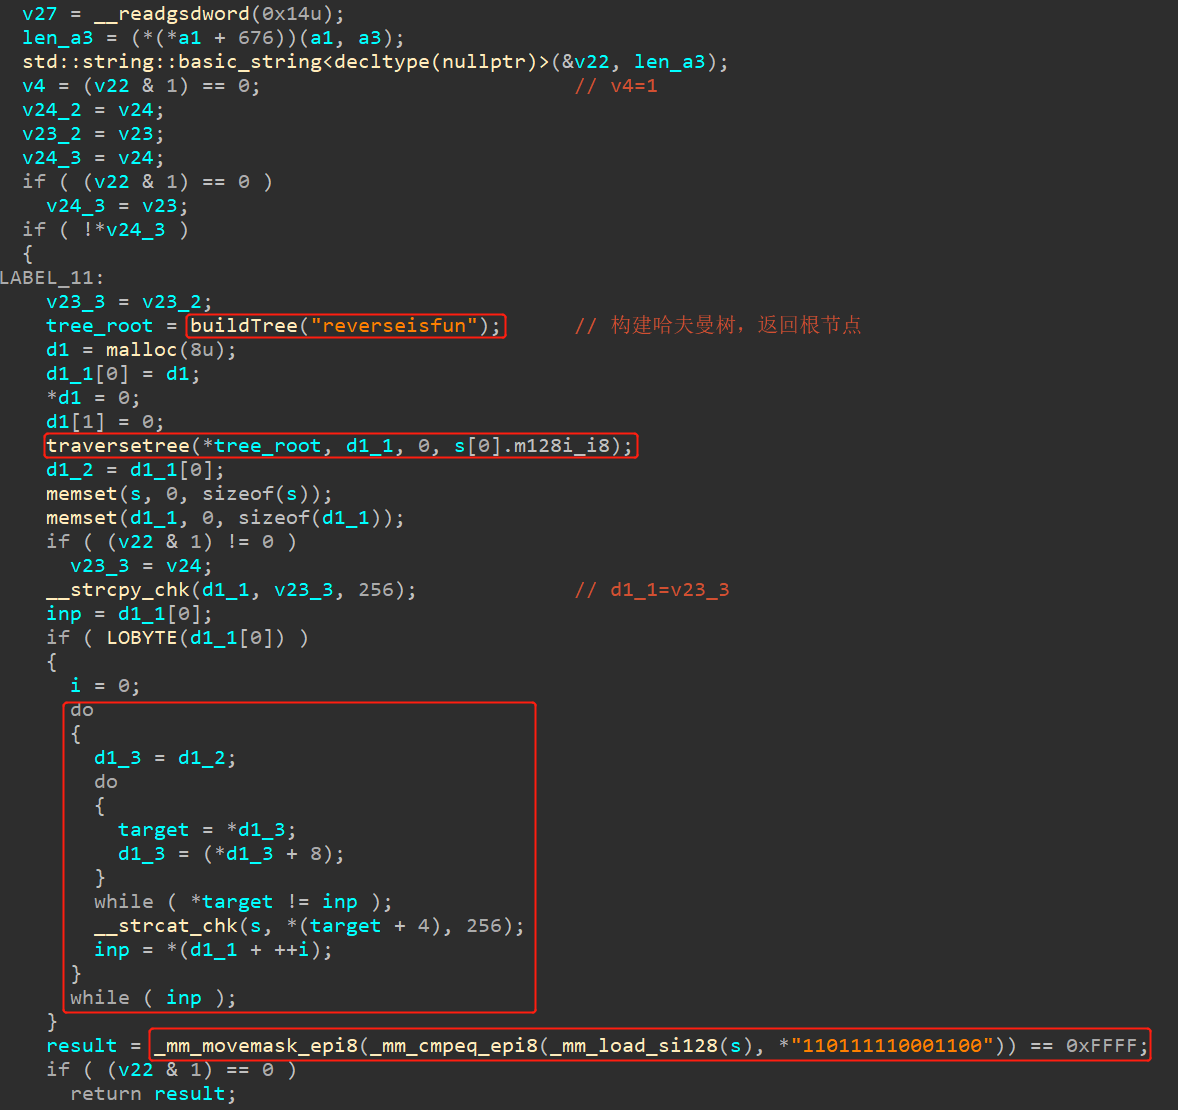 v27 = __readgsdword(0x14u);
len_a3 = (*(*a1 + 676))(a1, a3);
std::string::basic_string<decltype(nullptr)>(&v22, len_a3);
v4 = (v22 & 1) == 0; // v4=1
v24_2 = v24;
v23_2 = v23;
v24_3 = v24;
if ( (v22 & 1) == 0 )
v24_3 = v23;
if ( !*v24_3 )
{
LABEL_11:
v23_3 = v23_2;
tree_root = buildTree("reverseisfun"); // 构建哈夫曼树，返回根节点
d1 = malloc(8u);
d1_1[0] = d1;
*d1 = 0;
d1[1] = 0;
traversetree(*tree_root, d1_1, 0, s[0].m128i_i8);
d1_2 = d1_1[0];
memset(s, 0, sizeof(s));
memset(d1_1, 0, sizeof(d1_1));
if ( (v22 & 1) != 0 )
v23_3 = v24;
__strcpy_chk(d1_1, v23_3, 256); // d1_1=v23_3
inp = d1_1[0];
if ( LOBYTE(d1_1[0]) )
{
i = 0;
do
{
d1_3 = d1_2;
do
{
target = *d1_3;
d1_3 = (*d1_3 + 8);
}
while ( *target != inp );
__strcat_chk(s, *(target + 4), 256);
inp = *(d1_1 + ++i);
}
while ( inp );
}
result = _mm_movemask_epi8(_mm_cmpeq_epi8(_mm_load_si128(s), *"110111110001100")) == 0xFFFF;
if ( (v22 & 1) == 0 )
return result;